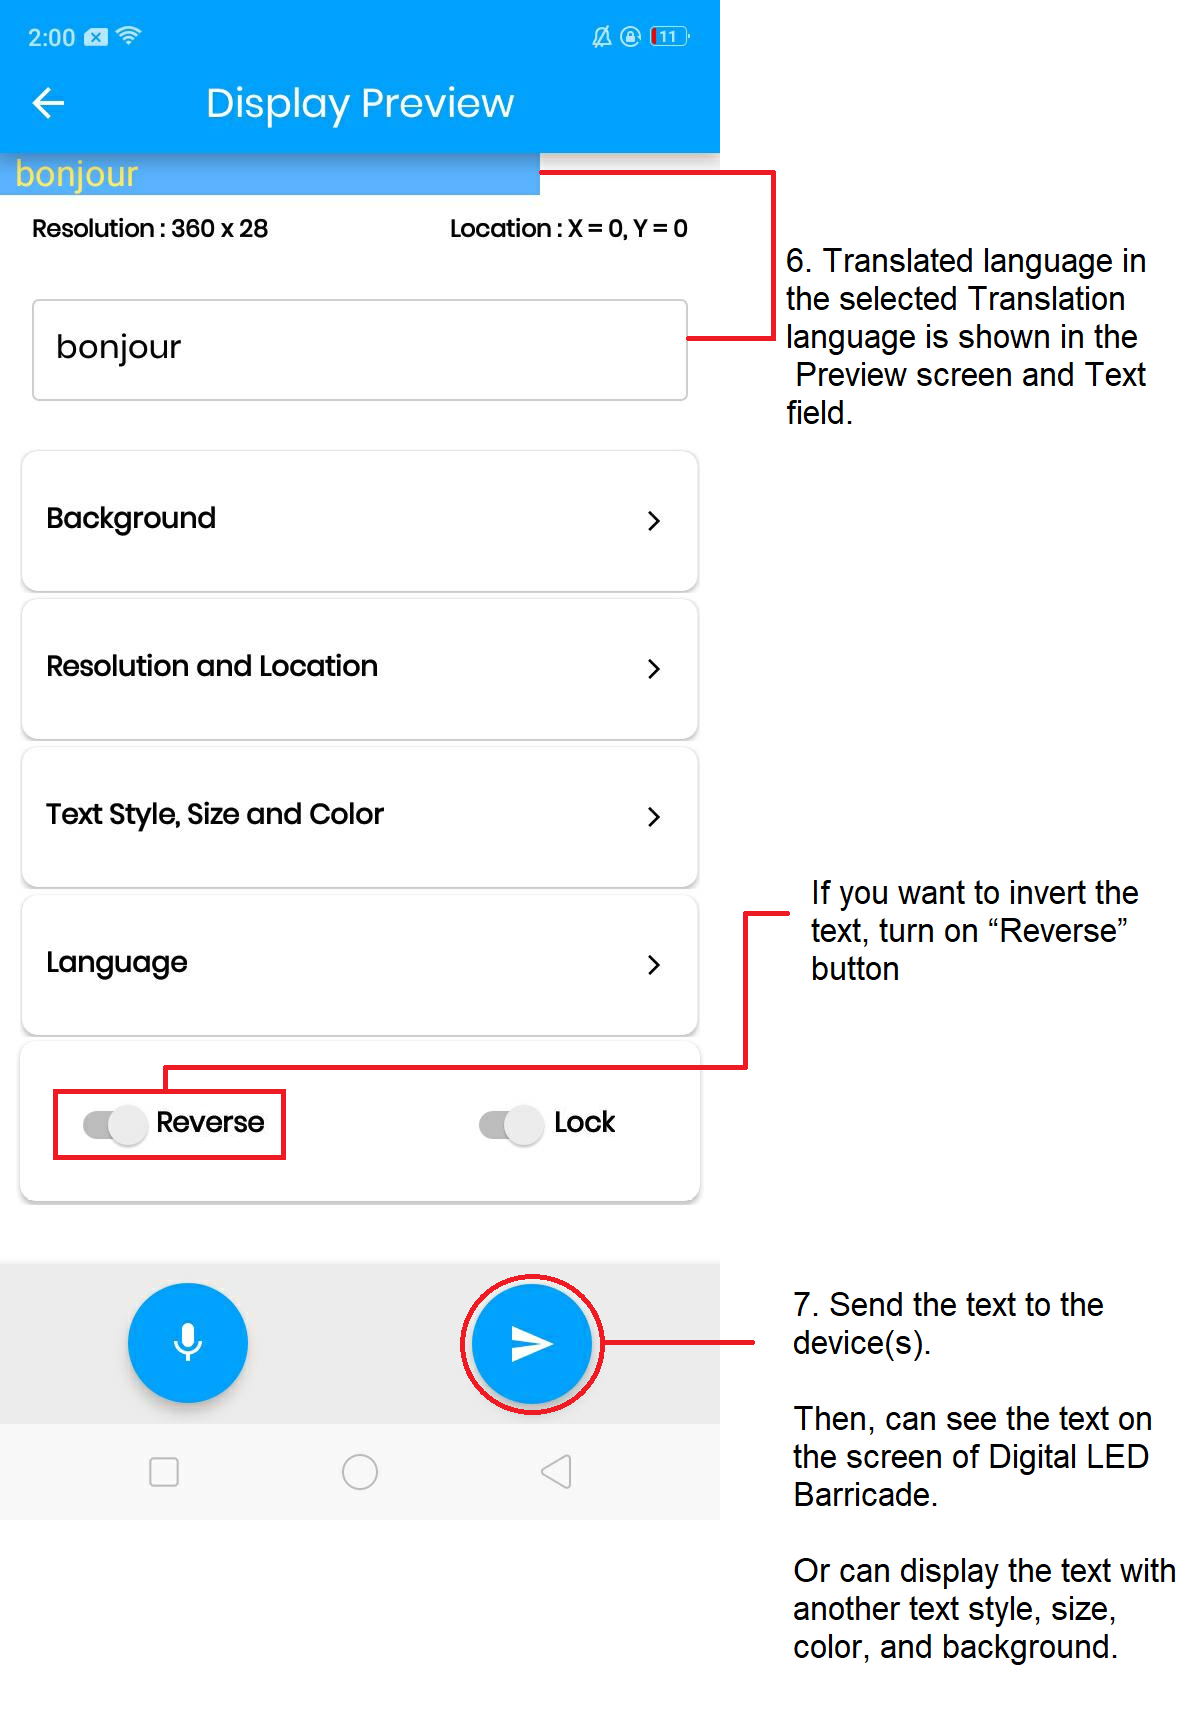 2:00
11
Display Preview
bonjour
Resolution : 360 x 28
Location : X = 0, Y = 0
bonjour
6. Translated language in
the selected Translation
language is shown in the
Preview screen and Text
field.
Background
Resolution and Location
Text Style, Size and Color
Language
If you want to invert the
text, turn on “Reverse”
button
Reverse
Lock
7. Send the text to the
device(s).
Then, can see the text on
the screen of Digital LED
Barricade.
Or can display the text with
another text style, size,
color, and background.